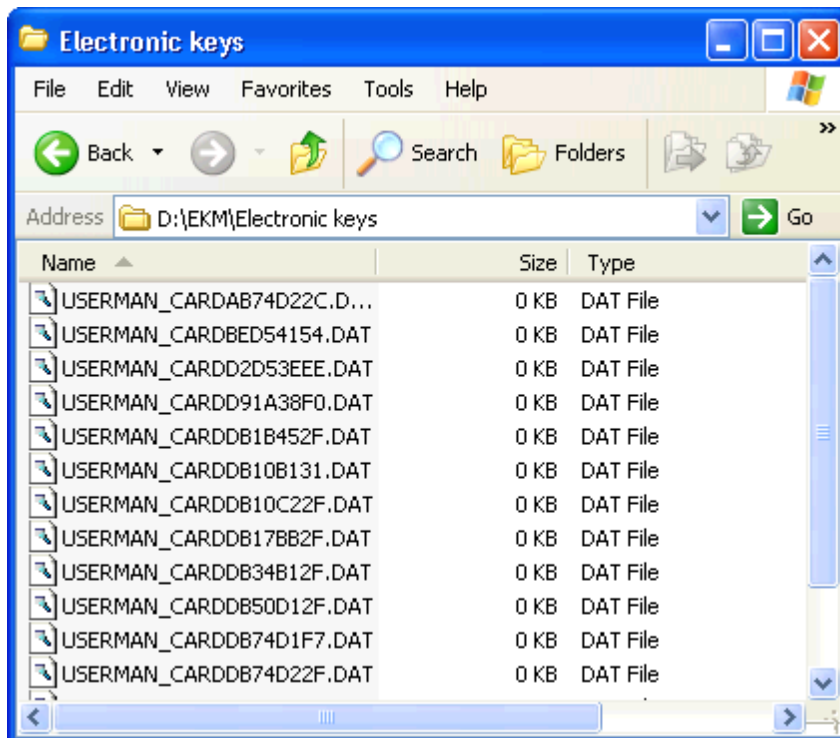 Electronic keys
File Edit View Favorites Tools Help
Back Search Folders »
Address D:\EKM\Electronic keys Go
Name Size Type
USERMAN_CARDAB74D22C.D... 0 KB DAT File
USERMAN_CARDBED54154.DAT 0 KB DAT File
USERMAN_CARDD2D53EEE.DAT 0 KB DAT File
USERMAN_CARDD91A38F0.DAT 0 KB DAT File
USERMAN_CARDDB1B452F.DAT 0 KB DAT File
USERMAN_CARDDB10B131.DAT 0 KB DAT File
USERMAN_CARDDB10C22F.DAT 0 KB DAT File
USERMAN_CARDDB17BB2F.DAT 0 KB DAT File
USERMAN_CARDDB34B12F.DAT 0 KB DAT File
USERMAN_CARDDB50D12F.DAT 0 KB DAT File
USERMAN_CARDDB74D1F7.DAT 0 KB DAT File
USERMAN_CARDDB74D22F.DAT 0 KB DAT File